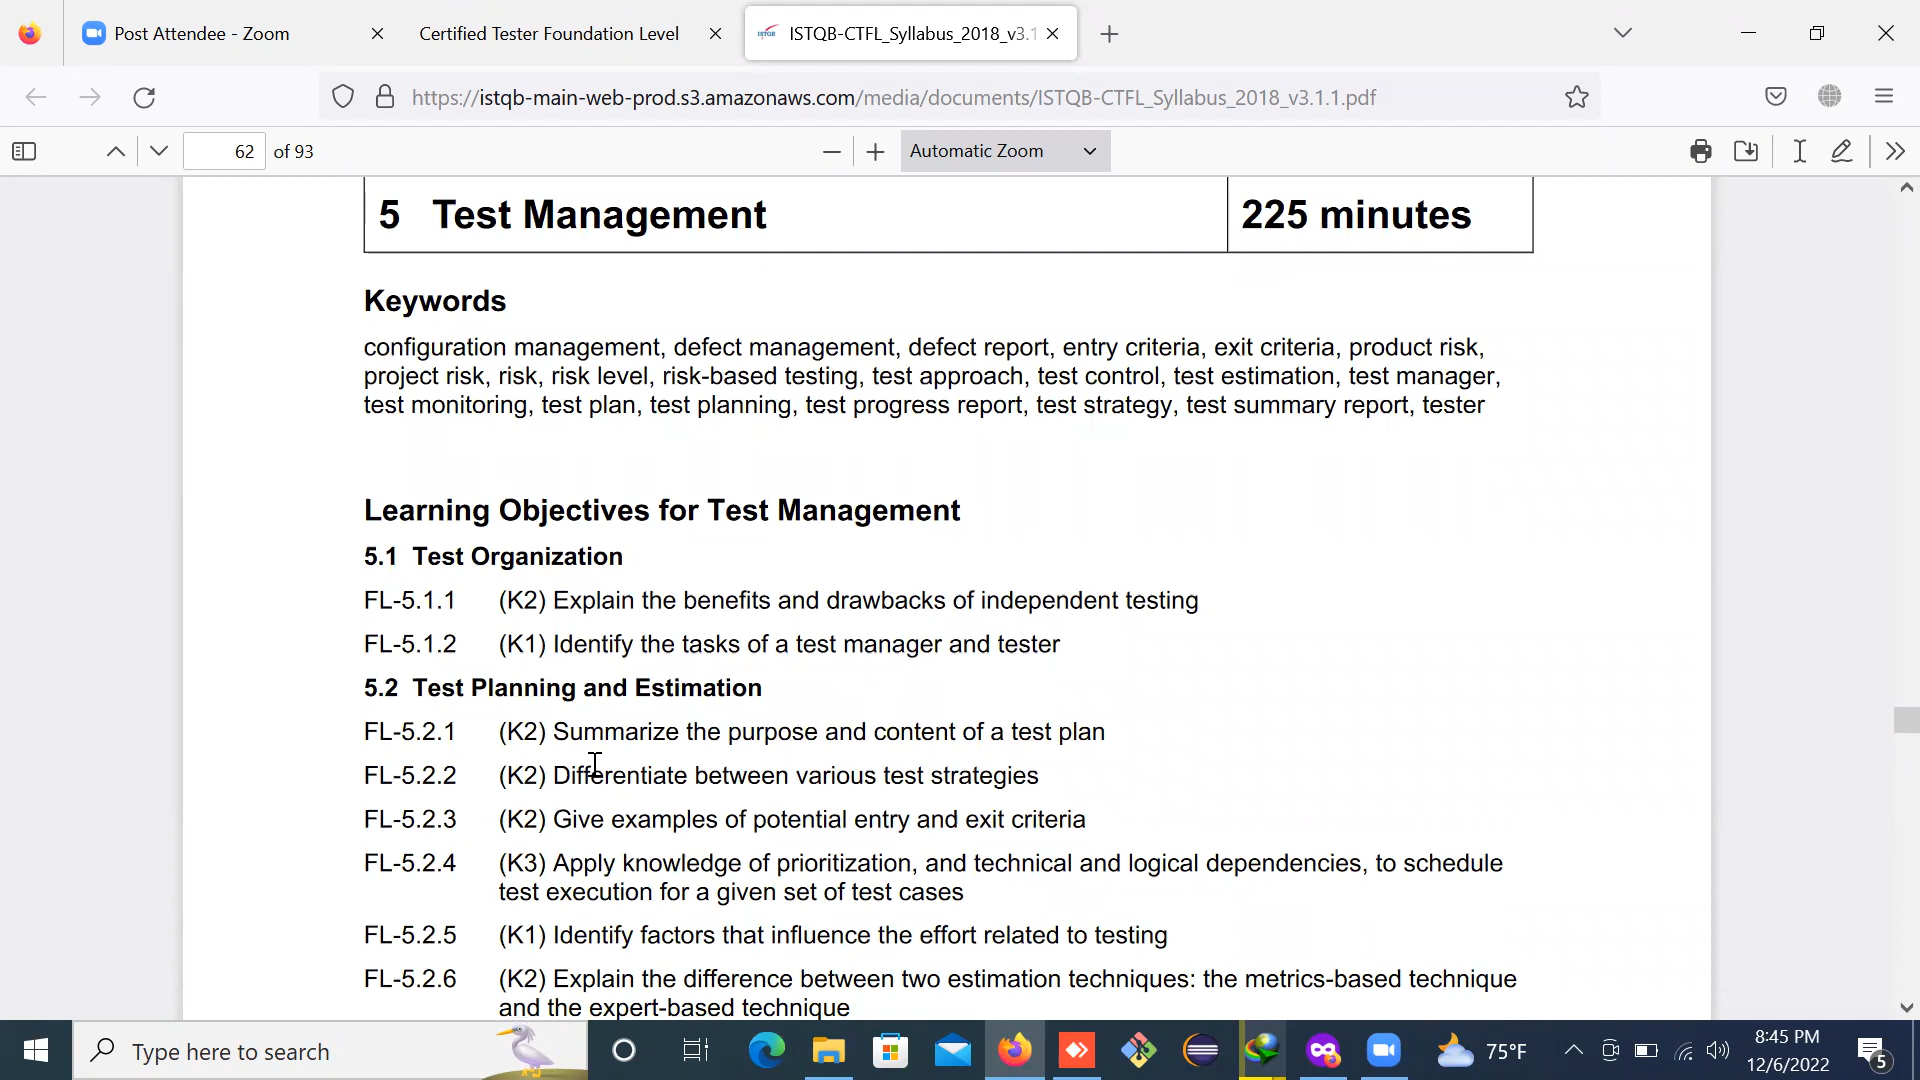 Post Attendee - Zoom
Certified Tester Foundation Level
ISTQB-CTFL_Syllabus_2018_v3.1.
https://istqb-main-web-prod.s3.amazonaws.com/media/documents/ISTQB-CTFL_Syllabus_2018_v3.1.1.pdf
62 of 93
Automatic Zoom
5 Test Management 225 minutes
Keywords
configuration management, defect management, defect report, entry criteria, exit criteria, product risk,
project risk, risk, risk level, risk-based testing, test approach, test control, test estimation, test manager,
test monitoring, test plan, test planning, test progress report, test strategy, test summary report, tester
Learning Objectives for Test Management
5.1 Test Organization
FL-5.1.1 (K2) Explain the benefits and drawbacks of independent testing
FL-5.1.2 (K1) Identify the tasks of a test manager and tester
5.2 Test Planning and Estimation
FL-5.2.1 (K2) Summarize the purpose and content of a test plan
FL-5.2.2 (K2) Differentiate between various test strategies
FL-5.2.3 (K2) Give examples of potential entry and exit criteria
FL-5.2.4 (K3) Apply knowledge of prioritization, and technical and logical dependencies, to schedule
test execution for a given set of test cases
FL-5.2.5 (K1) Identify factors that influence the effort related to testing
FL-5.2.6 (K2) Explain the difference between two estimation techniques: the metrics-based technique
and the expert-based technique
Type here to search
75°F
8:45 PM
12/6/2022
5